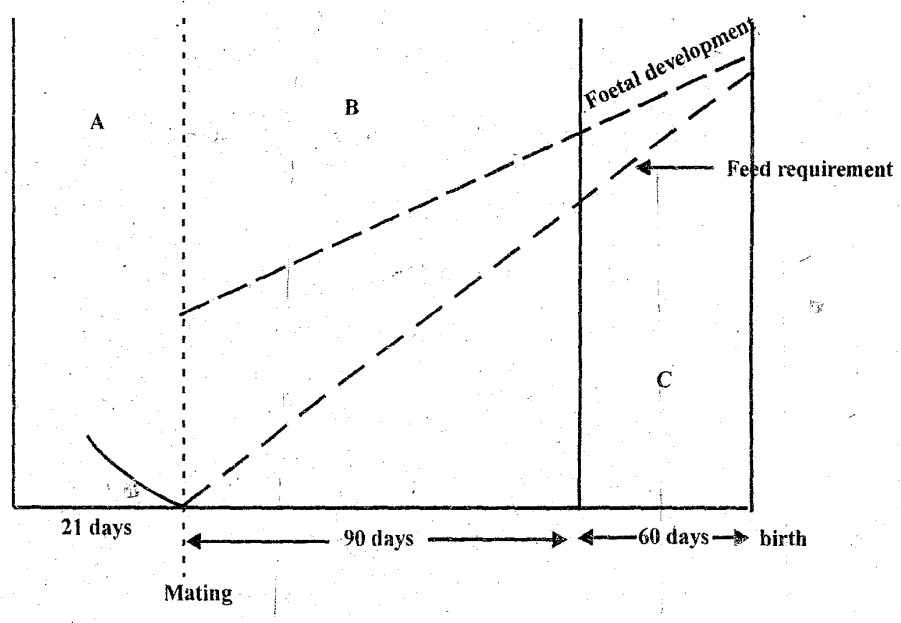 Foetal development
A
B
Feed requirement
C
21 days
90 days
60 days
birth
Mating